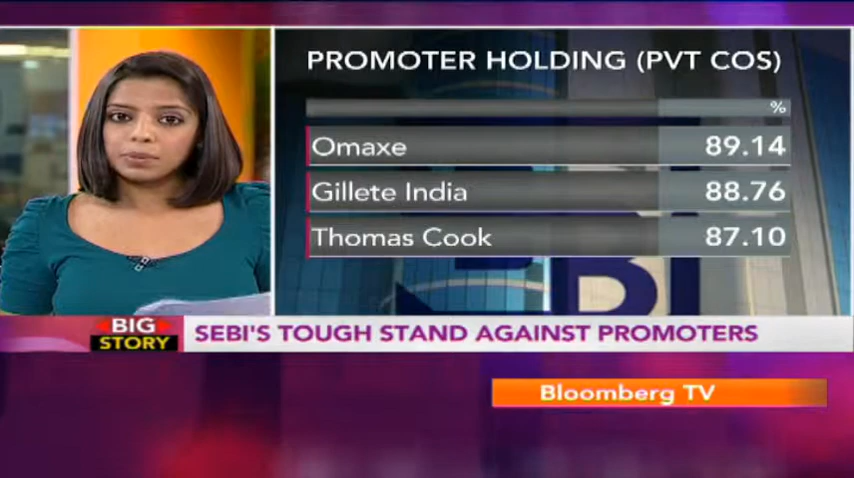 PROMOTER HOLDING (PVT COS)
%
Omaxe 89.14
Gillete India 88.76
Thomas Cook 87.10
BIG
STORY
SEBI'S TOUGH STAND AGAINST PROMOTERS
Bloomberg TV